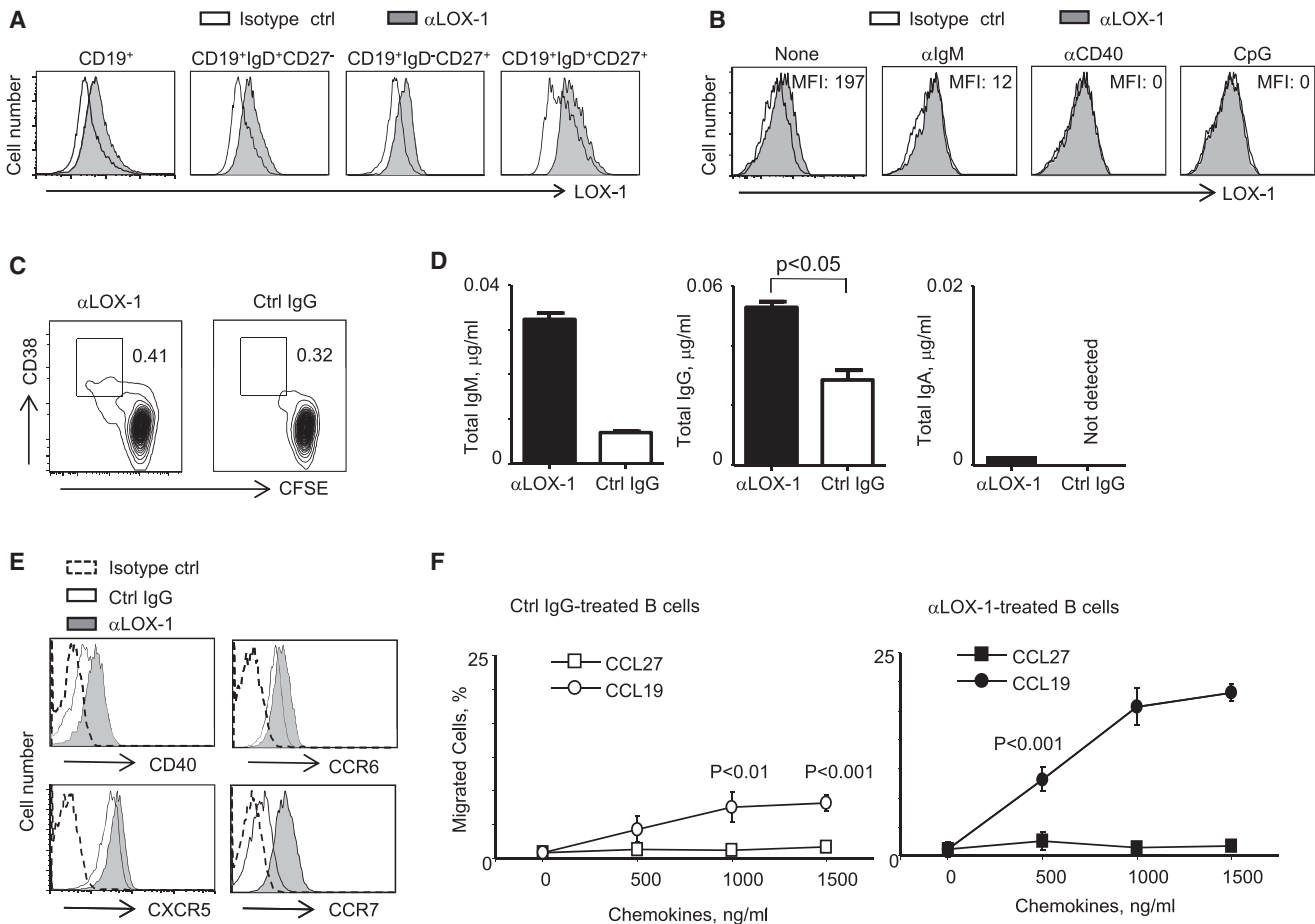 A
Isotype ctrl αLOX-1
CD19⁺ CD19⁺IgD⁺CD27⁻ CD19⁺IgD⁻CD27⁺ CD19⁺IgD⁺CD27⁺
Cell number
LOX-1
B
Isotype ctrl αLOX-1
None αIgM αCD40 CpG
MFI: 197 MFI: 12 MFI: 0 MFI: 0
Cell number
LOX-1
C
αLOX-1 Ctrl IgG
0.41 0.32
CD38
CFSE
D
0.04
Total IgM, μg/ml
0
αLOX-1 Ctrl IgG
p<0.05
0.06
Total IgG, μg/ml
0
αLOX-1 Ctrl IgG
0.02
Total IgA, μg/ml
Not detected
0
αLOX-1 Ctrl IgG
E
Isotype ctrl
Ctrl IgG
αLOX-1
Cell number
CD40 CCR6
CXCR5 CCR7
F
Ctrl IgG-treated B cells
25
CCL27
CCL19
Migrated Cells, %
P<0.01 P<0.001
0
0 500 1000 1500
Chemokines, ng/ml
αLOX-1-treated B cells
25
CCL27
CCL19
P<0.001
0
0 500 1000 1500
Chemokines, ng/ml